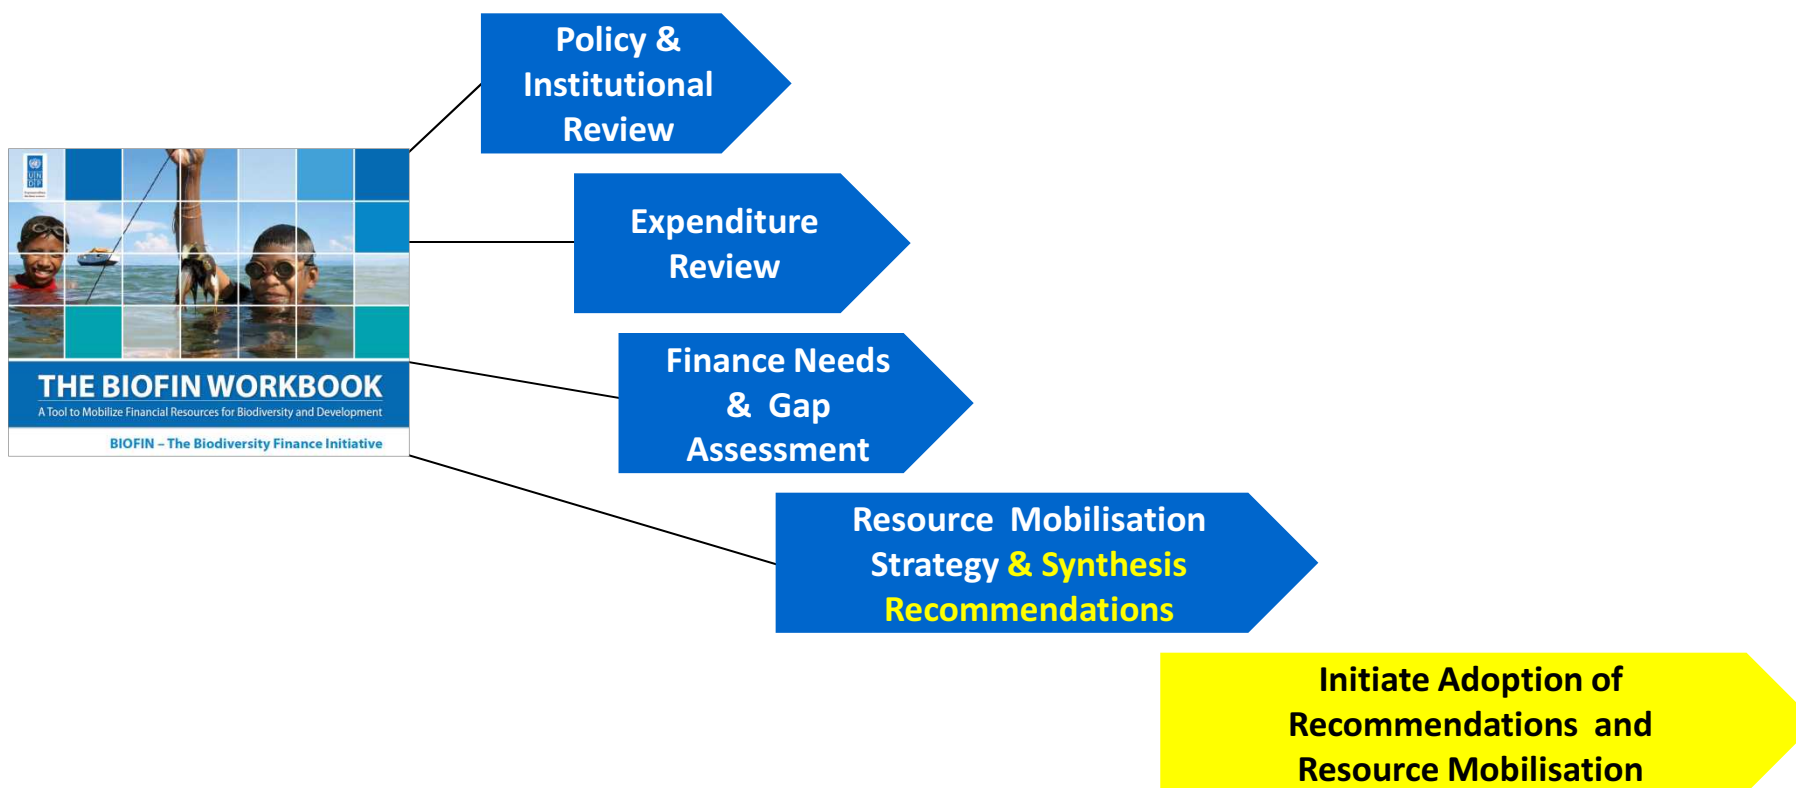 Policy &
Institutional
Review
Expenditure
Review
Finance Needs
& Gap
Assessment
Resource Mobilisation
Strategy & Synthesis
Recommendations
Initiate Adoption of
Recommendations and
Resource Mobilisation
U N
D P
THE BIOFIN WORKBOOK
A Tool to Mobilize Financial Resources for Biodiversity and Development
BIOFIN – The Biodiversity Finance Initiative